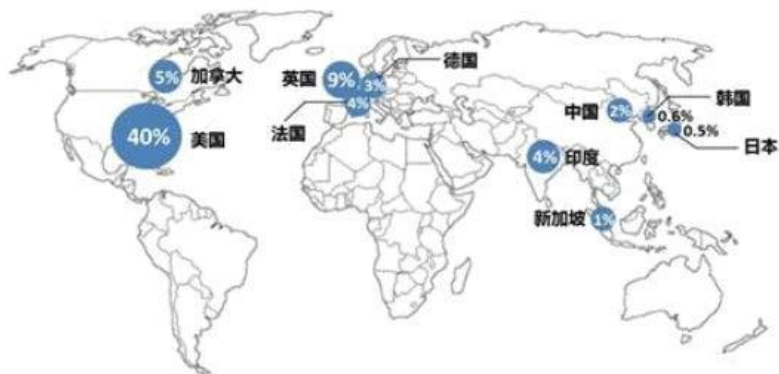 5% 加拿大
40% 美国
英国 9%
3% 德国
法国 4%
中国 2%
0.6% 韩国
0.5% 日本
4% 印度
新加坡 1%